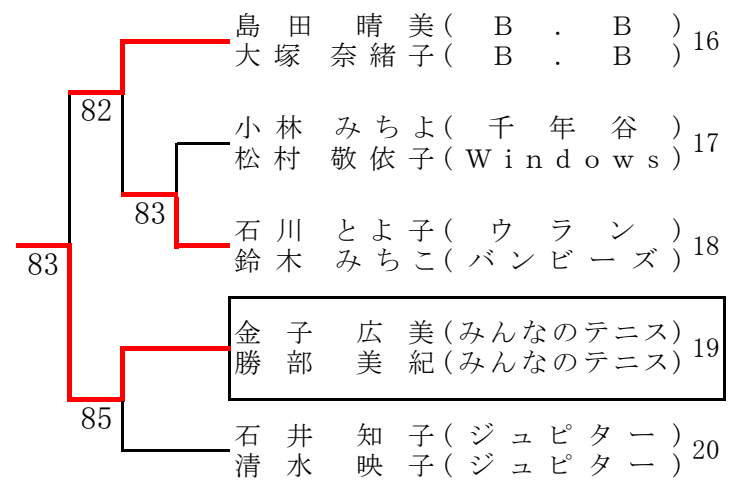 島田 晴美(B.B) 16
大塚 奈緒子(B.B)
82
小林 みちよ(千年谷) 17
松村 敬依子(Windows)
83
石川 とよ子(ウラン) 18
鈴木 みちこ(バンビーズ)
83
金子 広美(みんなのテニス) 19
勝部 美紀(みんなのテニス)
85
石井 知子(ジュピター) 20
清水 映子(ジュピター)